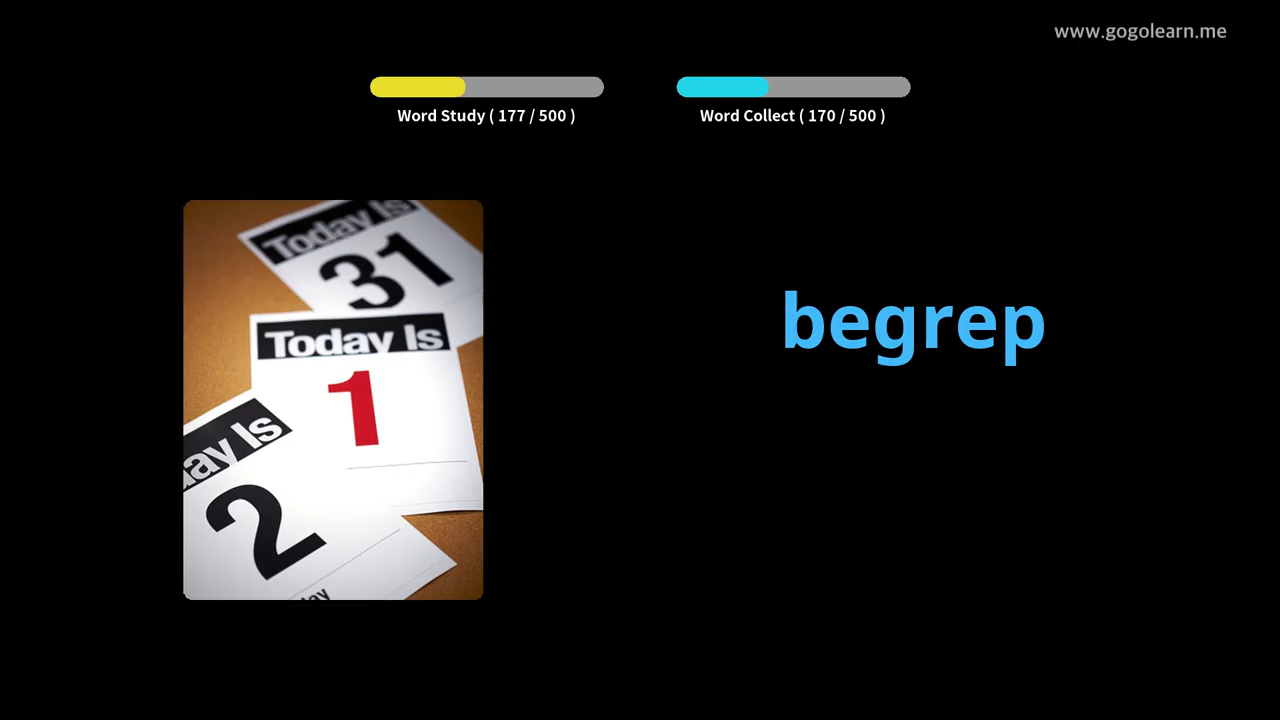 www.gogolearn.me
Word Study ( 177 / 500 )
Word Collect ( 170 / 500 )
Today Is
31
begrep
Today Is
1
ay Is
2
ay